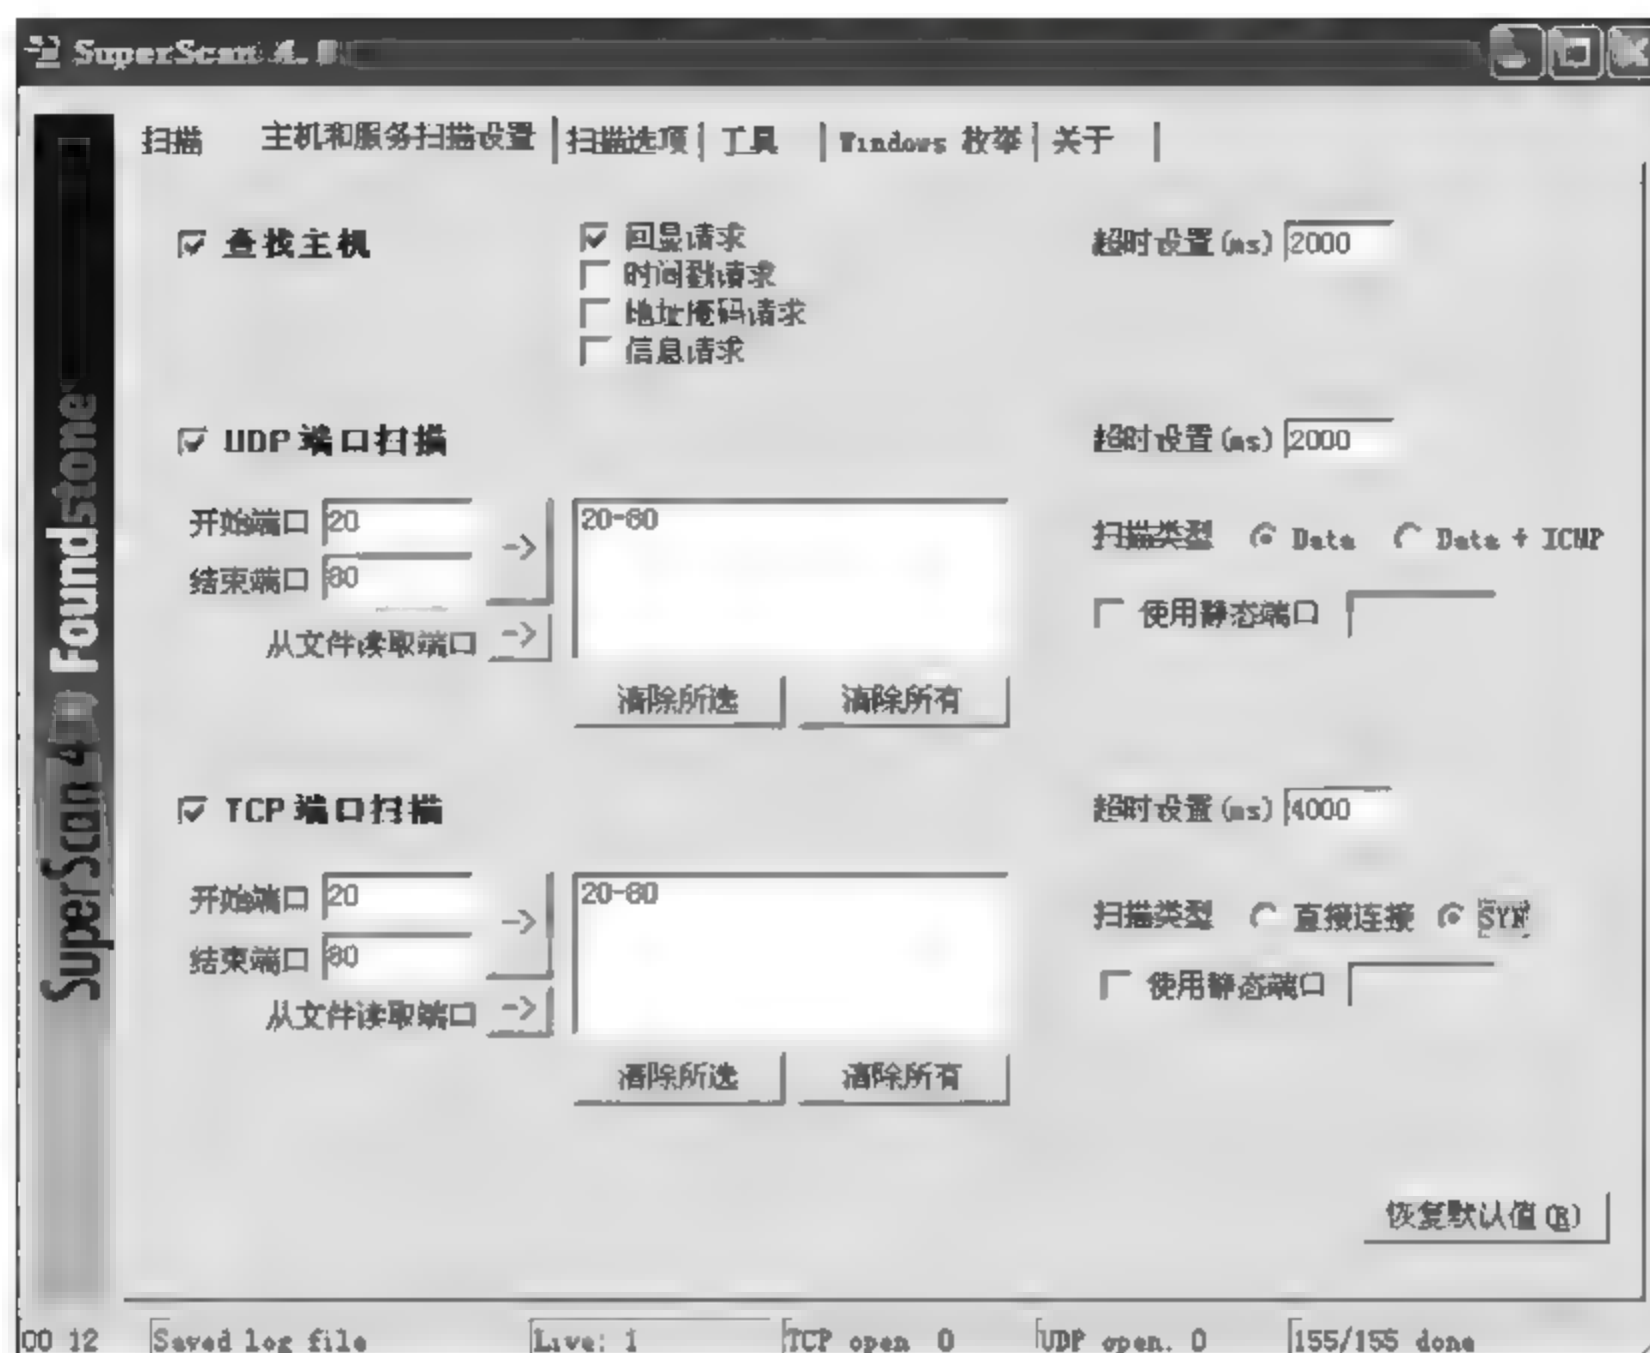 SuperScan 4.0
扫描 主机和服务扫描设置 扫描选项 工具 Windows 枚举 关于
查找主机 回显请求 超时设置(ms) 2000
时间戳请求
地址掩码请求
信息请求
UDP 端口扫描 超时设置(ms) 2000
开始端口 20 -> 20-80 扫描类型 Data Data + ICMP
结束端口 80 使用静态端口
从文件读取端口 ->
清除所选 清除所有
TCP 端口扫描 超时设置(ms) 4000
开始端口 20 -> 20-80 扫描类型 直接连接 SYN
结束端口 80 使用静态端口
从文件读取端口 ->
清除所选 清除所有
恢复默认值(R)
SuperScan 4 by Foundstone
00 12 Saved log file Live: 1 TCP open 0 UDP open. 0 155/155 done